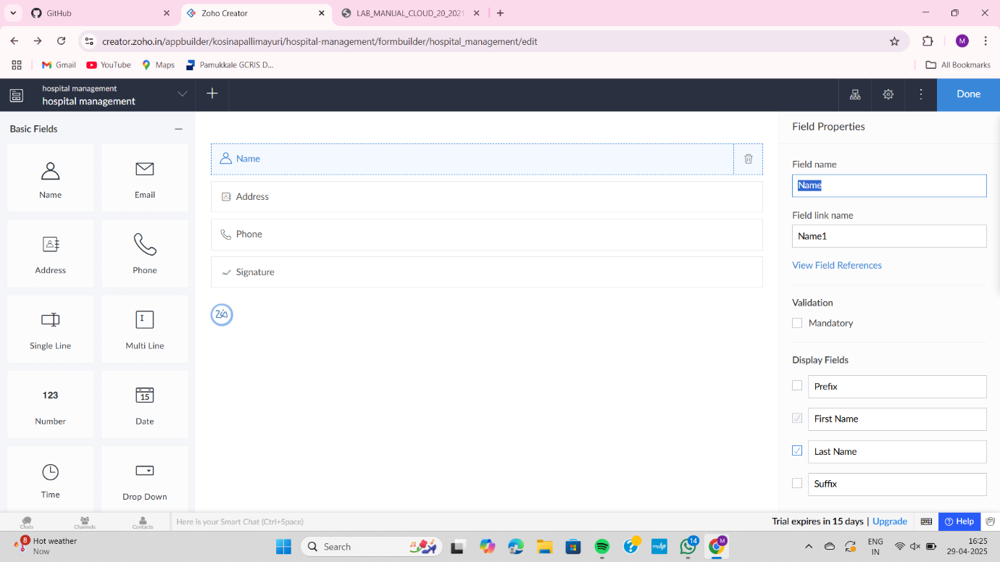 GitHub
Zoho Creator
LAB_MANUAL_CLOUD_20_2021
creator.zoho.in/appbuilder/kosinapallimayuri/hospital-management/formbuilder/hospital_management/edit
M
Gmail
YouTube
Maps
Pamukkale GCRIS D...
All Bookmarks
hospital management
hospital management
Done
Basic Fields
Name
Email
Address
Phone
Single Line
Multi Line
123
Number
15
Date
Time
Drop Down
Name
Address
Phone
Signature
Zia
Field Properties
Field name
Name
Field link name
Name1
View Field References
Validation
Mandatory
Display Fields
Prefix
First Name
Last Name
Suffix
Chats
Channels
Contacts
Here is your Smart Chat (Ctrl+Space)
Trial expires in 15 days | Upgrade
Help
8
Hot weather
Now
Search
myhp
14
M
ENG
IN
16:25
29-04-2025